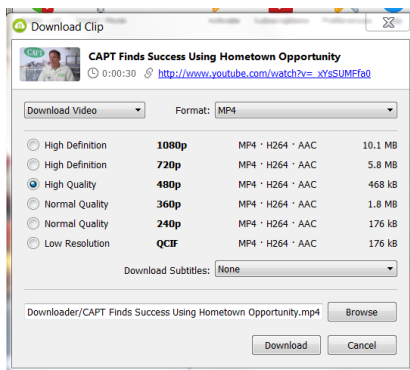 Download Clip
CAPT Finds Success Using Hometown Opportunity
0:00:30 http://www.youtube.com/watch?v=_xYsSUMFfa0
Download Video Format: MP4
High Definition 1080p MP4 · H264 · AAC 10.1 MB
High Definition 720p MP4 · H264 · AAC 5.8 MB
High Quality 480p MP4 · H264 · AAC 468 kB
Normal Quality 360p MP4 · H264 · AAC 1.8 MB
Normal Quality 240p MP4 · H264 · AAC 176 kB
Low Resolution QCIF MP4 · H264 · AAC 176 kB
Download Subtitles: None
Downloader/CAPT Finds Success Using Hometown Opportunity.mp4 Browse
Download Cancel